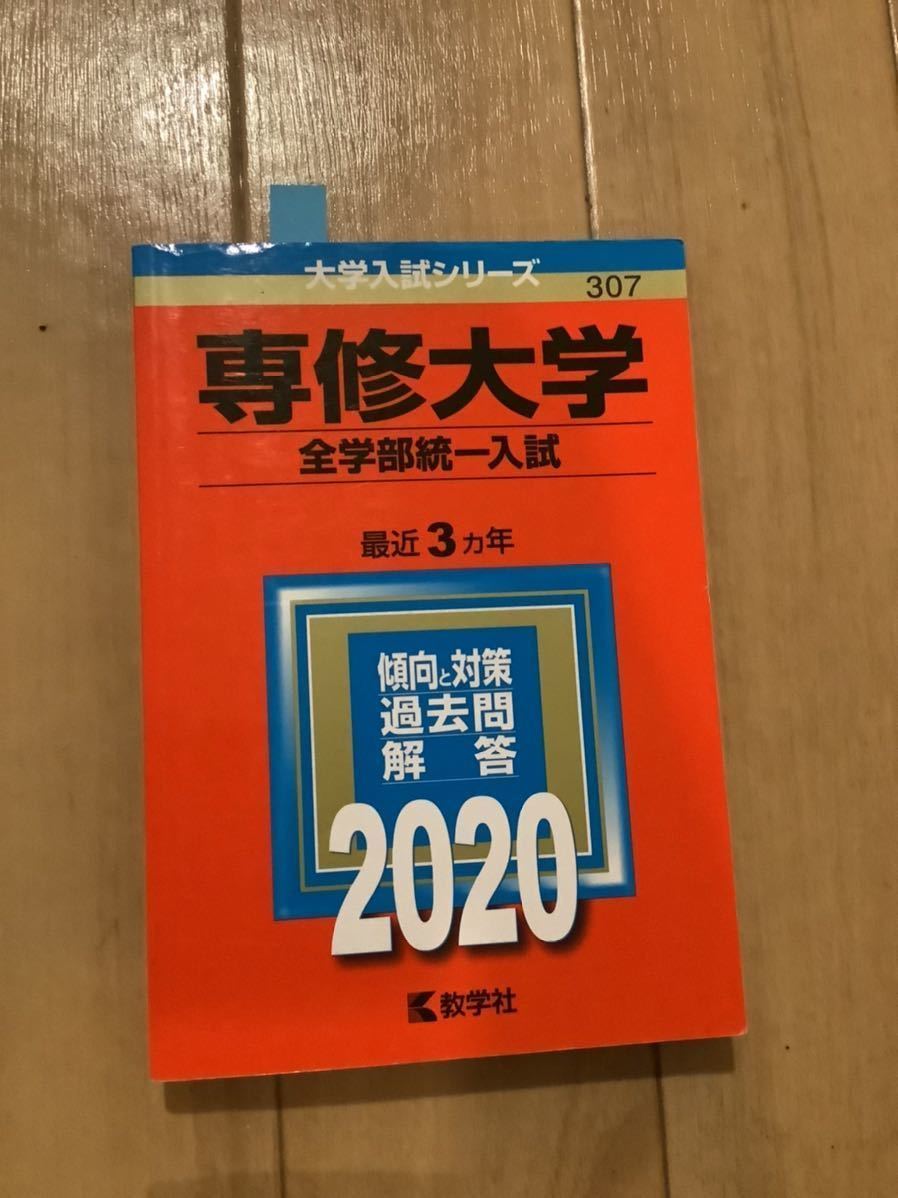 大学入試シリーズ
307
専修大学
全学部統一入試
最近3カ年
傾向と対策
過去問
解答
2020
教学社